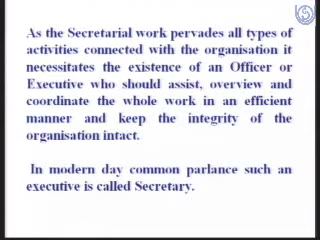 As the Secretarial work pervades all types of
activities connected with the organisation it
necessitates the existence of an Officer or
Executive who should assist, overview and
coordinate the whole work in an efficient
manner and keep the integrity of the
organisation intact.
In modern day common parlance such an
executive is called Secretary.